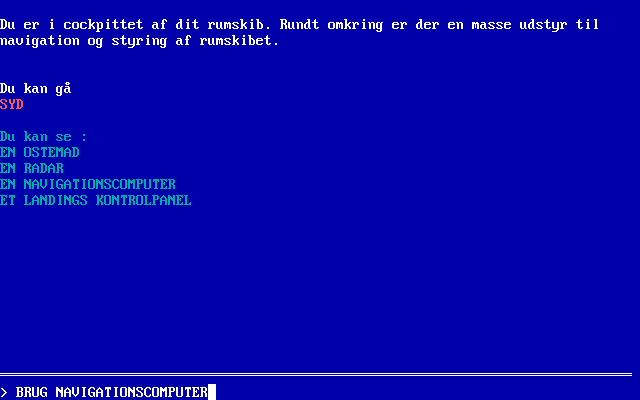 Du er i cockpittet af dit rumskib. Rundt omkring er der en masse udstyr til
navigation og styring af rumskibet.
Du kan gå
SYD
Du kan se :
EN OSTEMAD
EN RADAR
EN NAVIGATIONSCOMPUTER
ET LANDINGS KONTROLPANEL
> BRUG NAVIGATIONSCOMPUTER